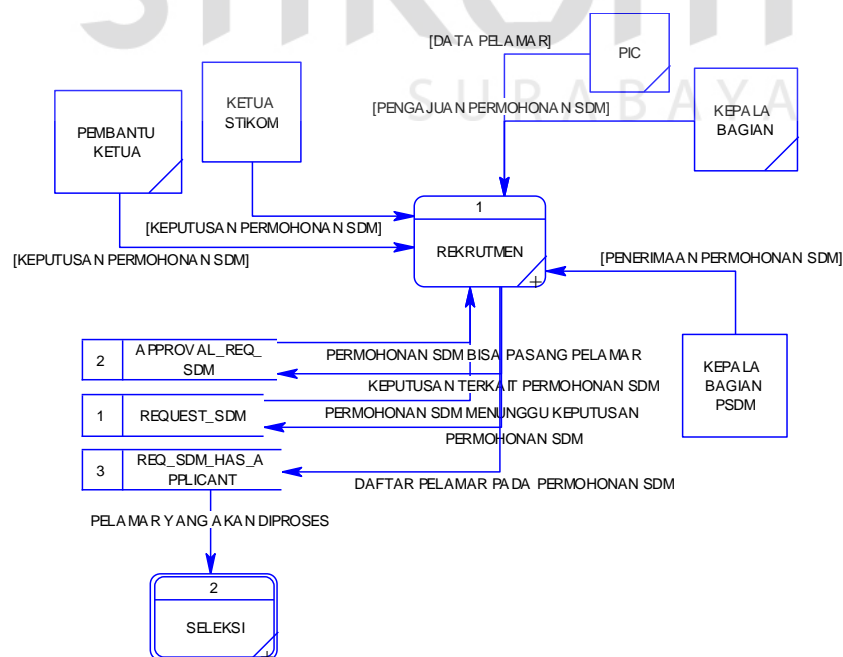 SURABAYA
[DATA PELAMAR]
PIC
[PENGAJUAN PERMOHONAN SDM]
KEPALA
BAGIAN
KETUA
STIKOM
PEMBANTU
KETUA
1
REKRUTMEN
[KEPUTUSAN PERMOHONAN SDM]
[KEPUTUSAN PERMOHONAN SDM]
[PENERIMAAN PERMOHONAN SDM]
2
APPROVAL_REQ_
SDM
PERMOHONAN SDM BISA PASANG PELAMAR
KEPUTUSAN TERKAIT PERMOHONAN SDM
KEPALA
BAGIAN
PSDM
1
REQUEST_SDM
PERMOHONAN SDM MENUNGGU KEPUTUSAN
PERMOHONAN SDM
3
REQ_SDM_HAS_A
PPLICANT
DAFTAR PELAMAR PADA PERMOHONAN SDM
PELAMAR YANG AKAN DIPROSES
2
SELEKSI